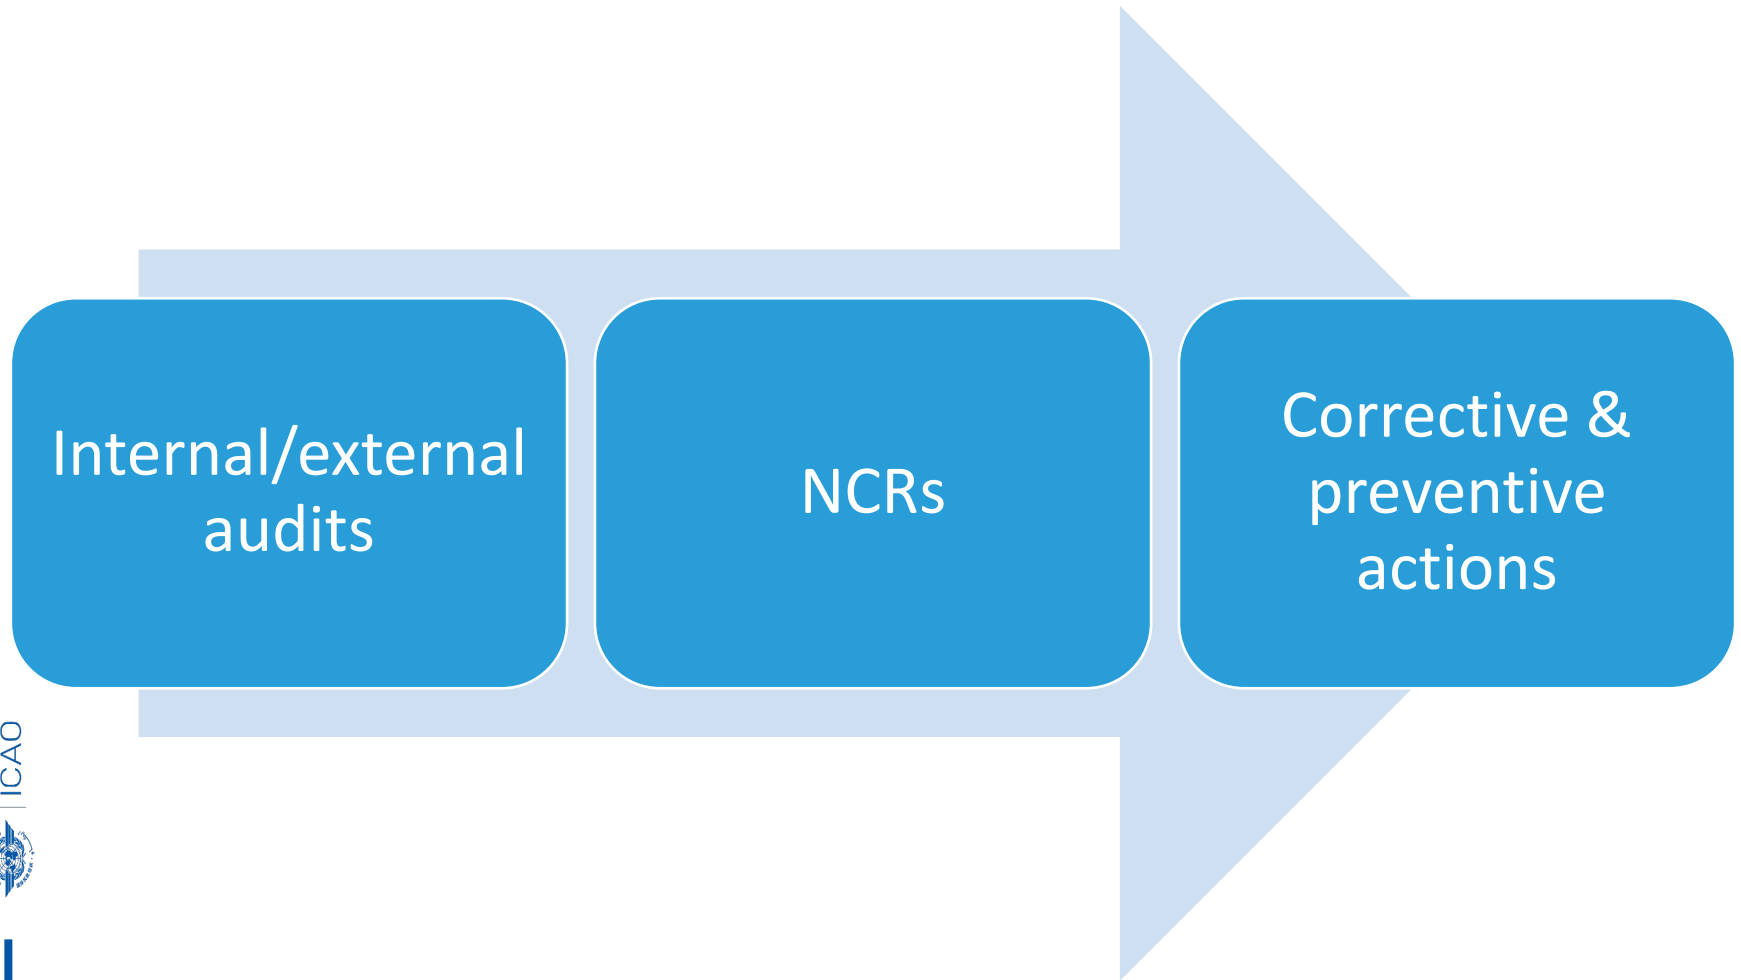 Internal/external
audits
NCRs
Corrective &
preventive
actions
ICAO